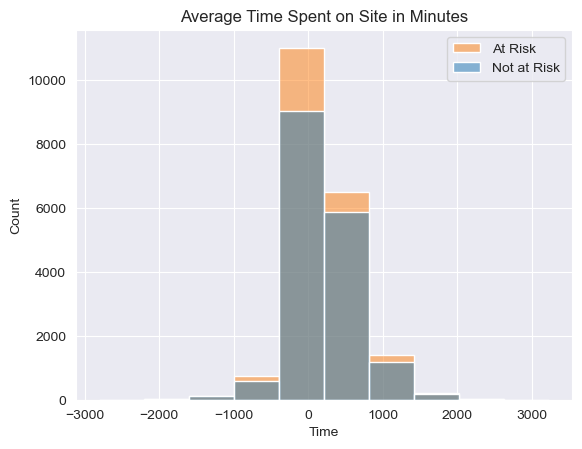 Average Time Spent on Site in Minutes
At Risk
Not at Risk
10000
8000
6000
4000
2000
0
Count
−3000 −2000 −1000 0 1000 2000 3000
Time